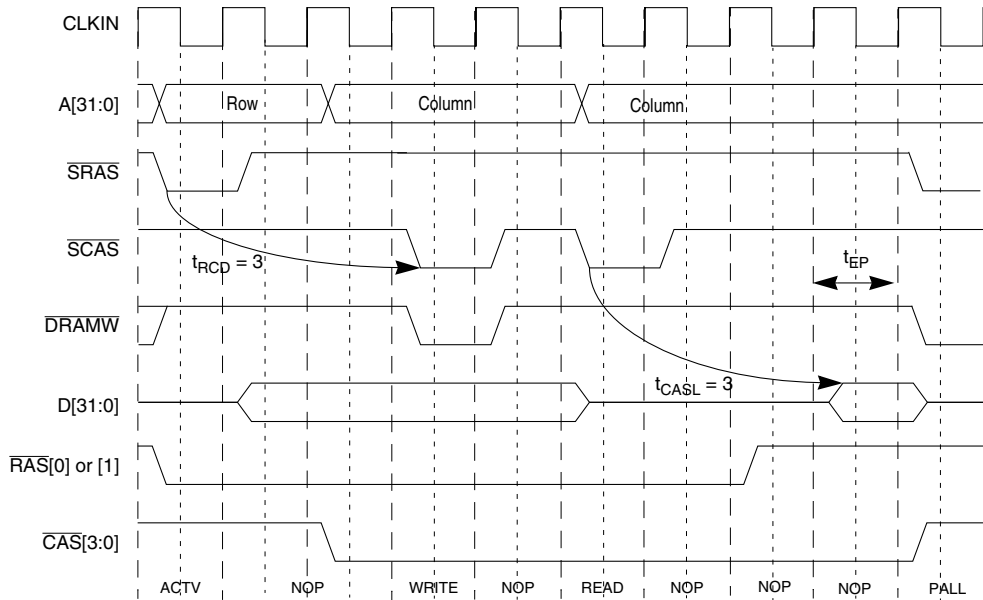 CLKIN
A[31:0] Row Column Column
SRAS
SCAS
tRCD = 3
tEP
DRAMW
tCASL = 3
D[31:0]
RAS[0] or [1]
CAS[3:0]
ACTV NOP WRITE NOP READ NOP NOP NOP PALL